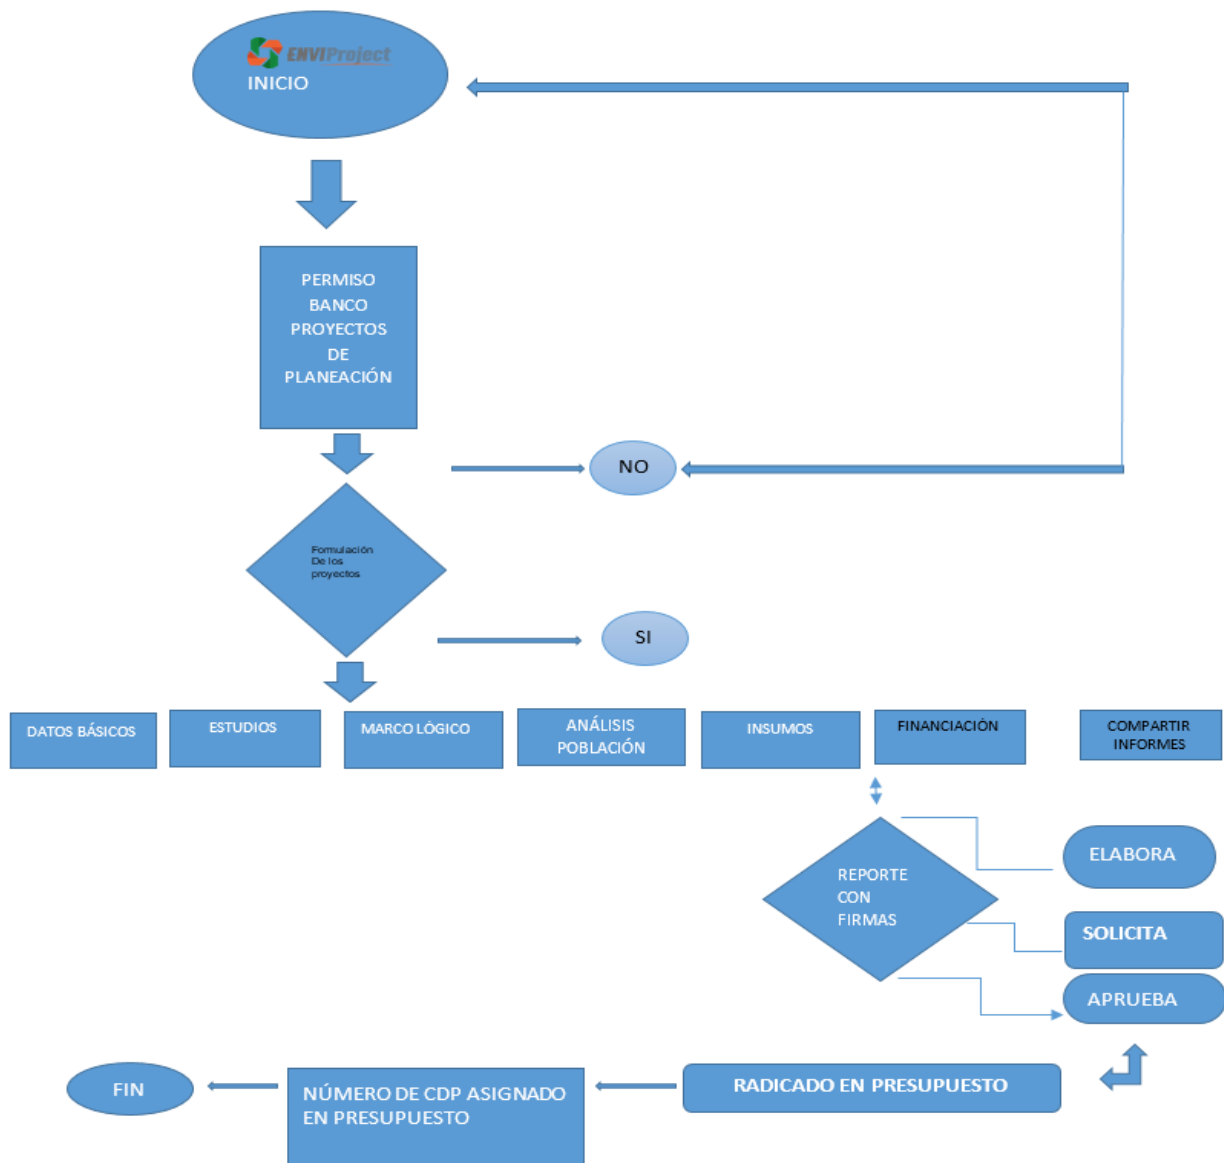 ENVIProject
INICIO
PERMISO
BANCO
PROYECTOS
DE
PLANEACIÓN
NO
Formulación
De los
proyectos
SI
DATOS BÁSICOS
ESTUDIOS
MARCO LÓGICO
ANÁLISIS
POBLACIÓN
INSUMOS
FINANCIACIÓN
COMPARTIR
INFORMES
REPORTE
CON
FIRMAS
ELABORA
SOLICITA
APRUEBA
RADICADO EN PRESUPUESTO
NÚMERO DE CDP ASIGNADO
EN PRESUPUESTO
FIN